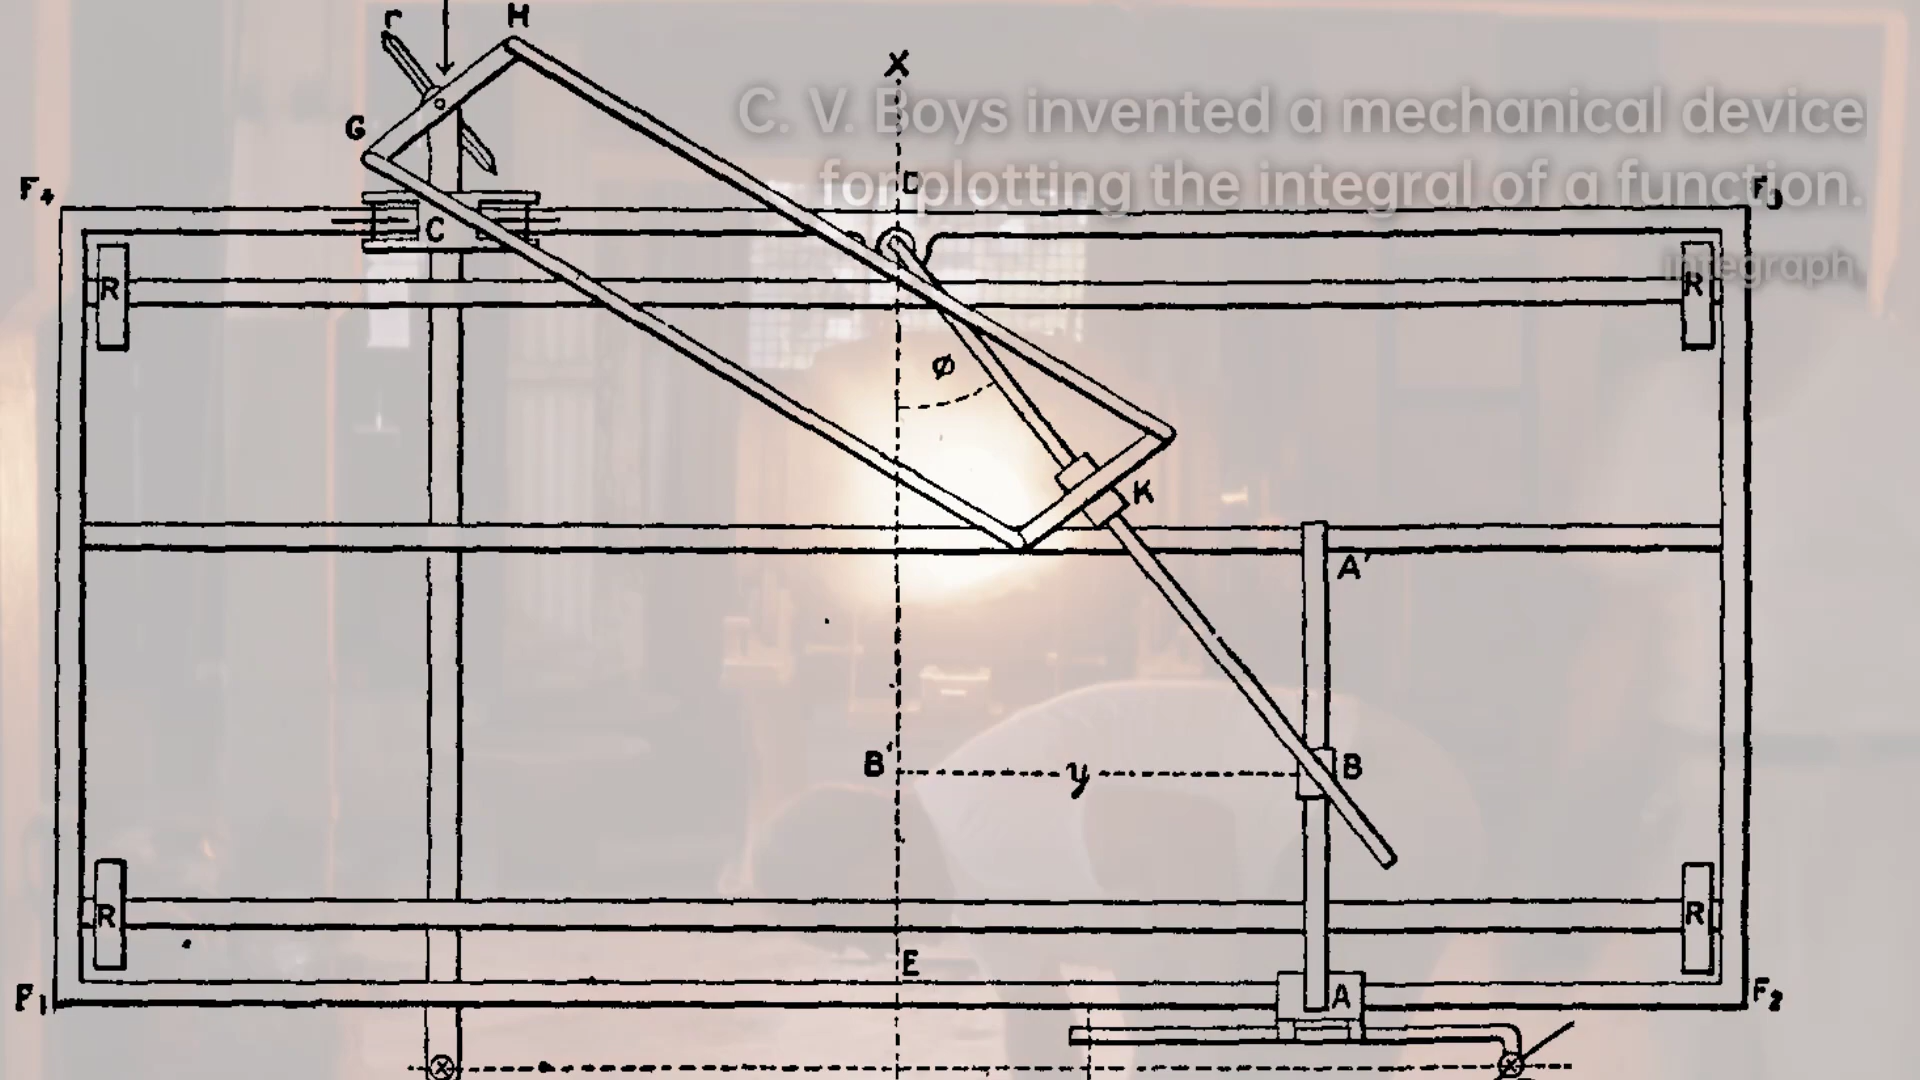 r
H
X
C. V. Boys invented a mechanical device
G
for plotting the integral of a function.
F4
D
F3
C
integraph
R
R
ø
K
A'
B'
y
B
R
R
E
F1
A
F2